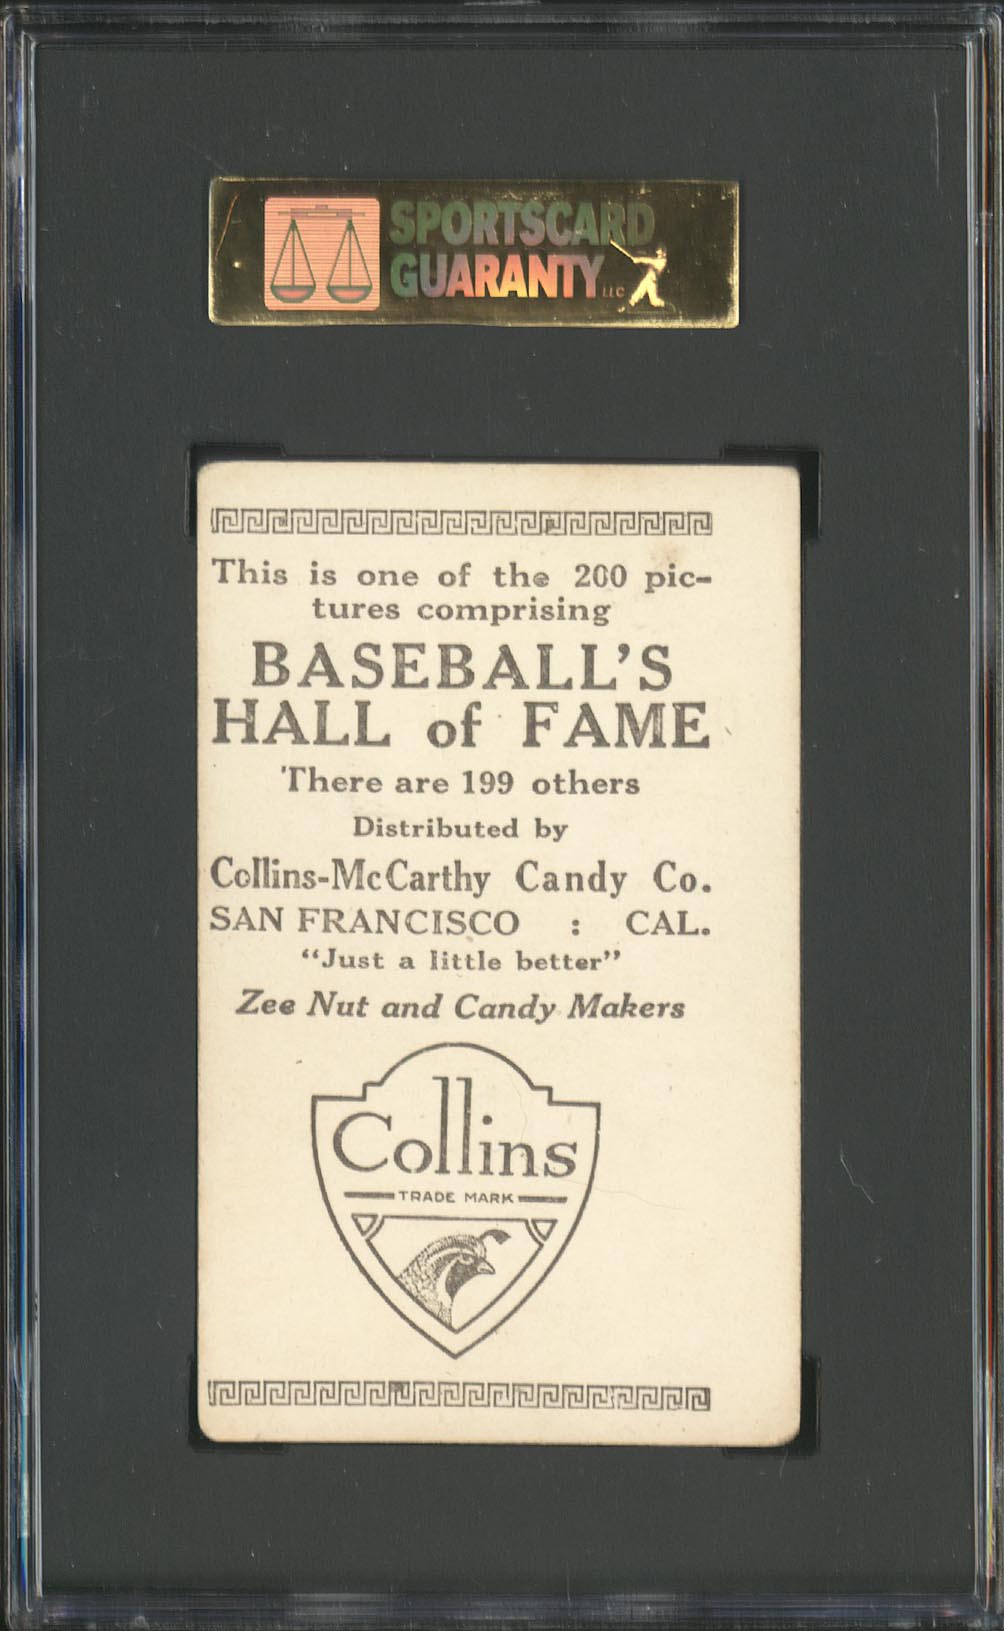 SPORTSCARD
GUARANTY LLC
This is one of the 200 pic-
tures comprising
BASEBALL'S
HALL of FAME
There are 199 others
Distributed by
Collins-McCarthy Candy Co.
SAN FRANCISCO : CAL.
"Just a little better"
Zee Nut and Candy Makers
Collins
TRADE MARK